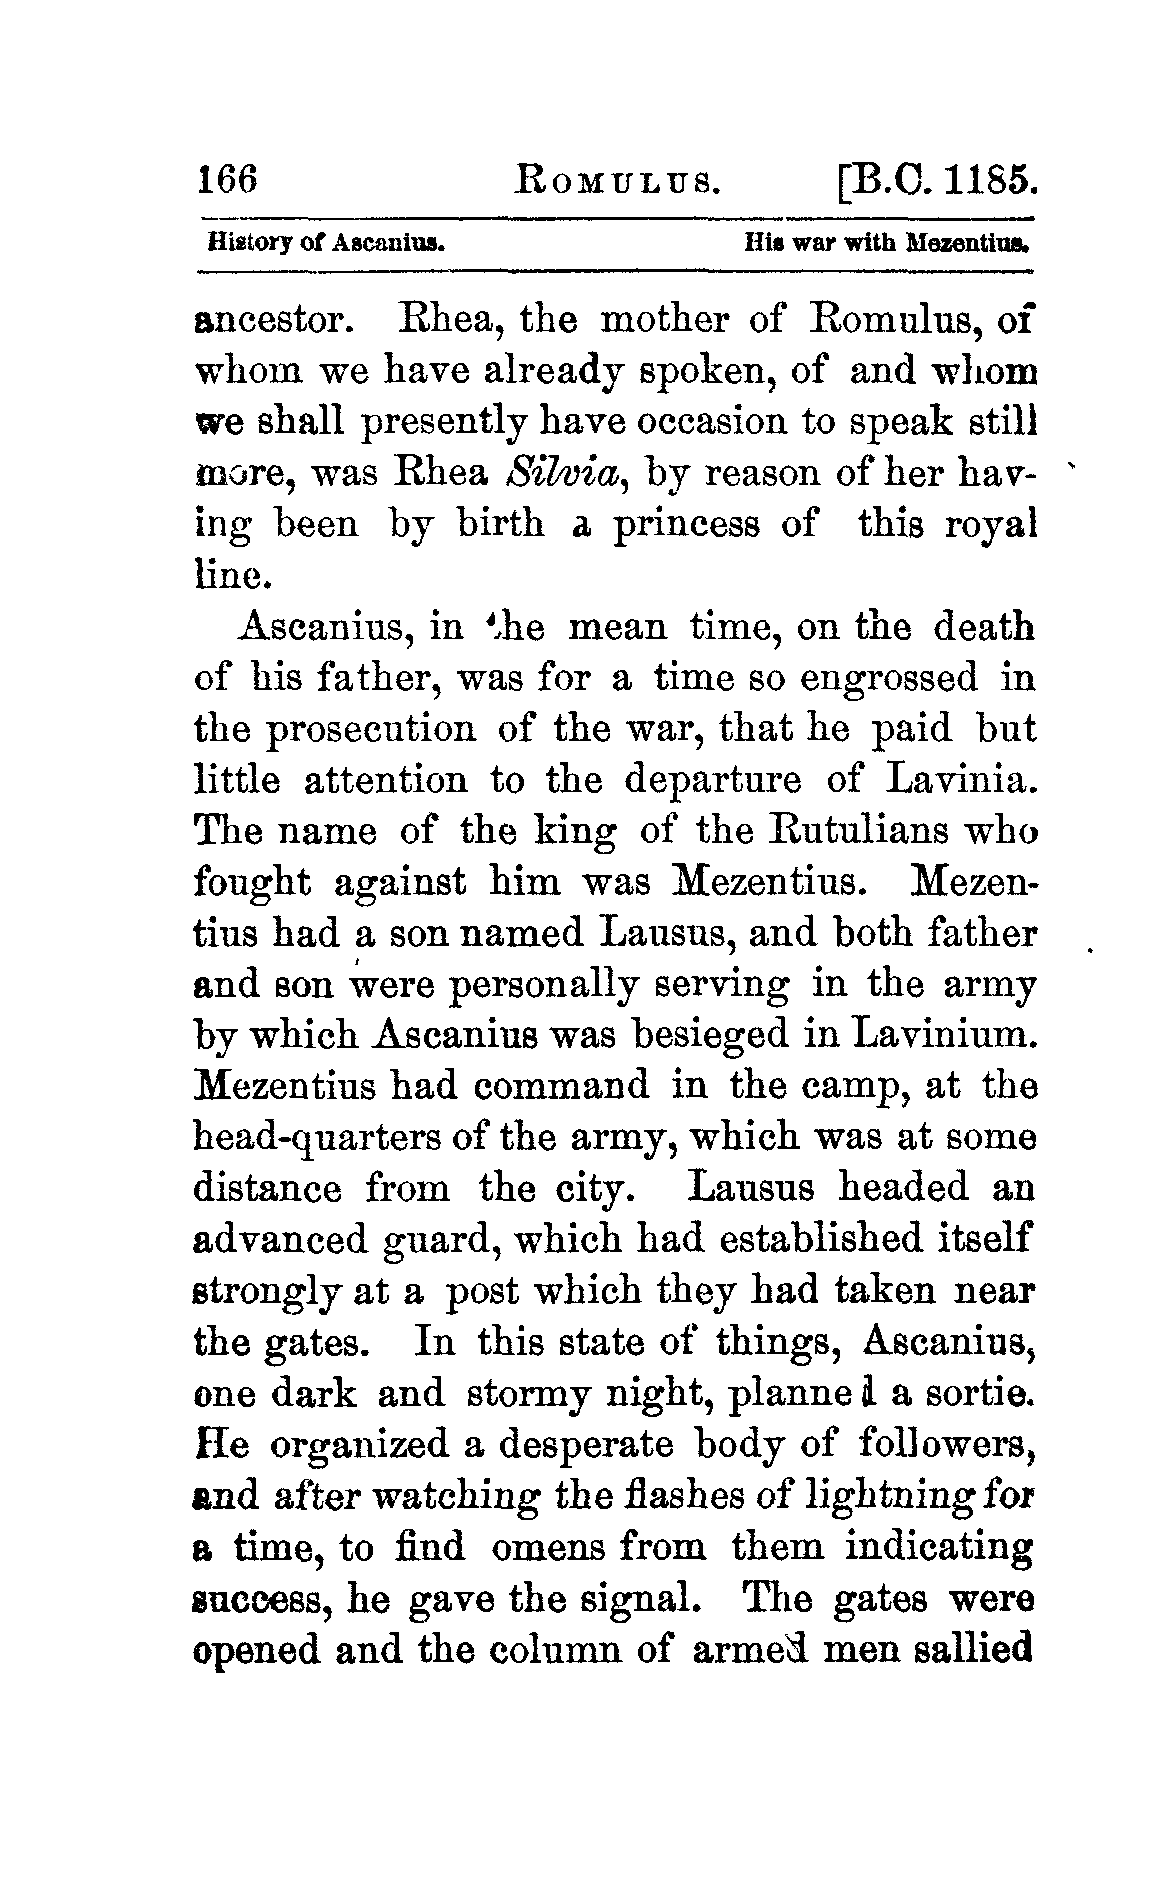 166 ROMULUS. [B.C. 1185.
History of Ascanius. His war with Mezentius.
ancestor. Rhea, the mother of Romulus, of
whom we have already spoken, of and whom
we shall presently have occasion to speak still
more, was Rhea Silvia, by reason of her hav-
ing been by birth a princess of this royal
line.
Ascanius, in the mean time, on the death
of his father, was for a time so engrossed in
the prosecution of the war, that he paid but
little attention to the departure of Lavinia.
The name of the king of the Rutulians who
fought against him was Mezentius. Mezen-
tius had a son named Lausus, and both father
and son were personally serving in the army
by which Ascanius was besieged in Lavinium.
Mezentius had command in the camp, at the
head-quarters of the army, which was at some
distance from the city. Lausus headed an
advanced guard, which had established itself
strongly at a post which they had taken near
the gates. In this state of things, Ascanius,
one dark and stormy night, planned a sortie.
He organized a desperate body of followers,
and after watching the flashes of lightning for
a time, to find omens from them indicating
success, he gave the signal. The gates were
opened and the column of armed men sallied